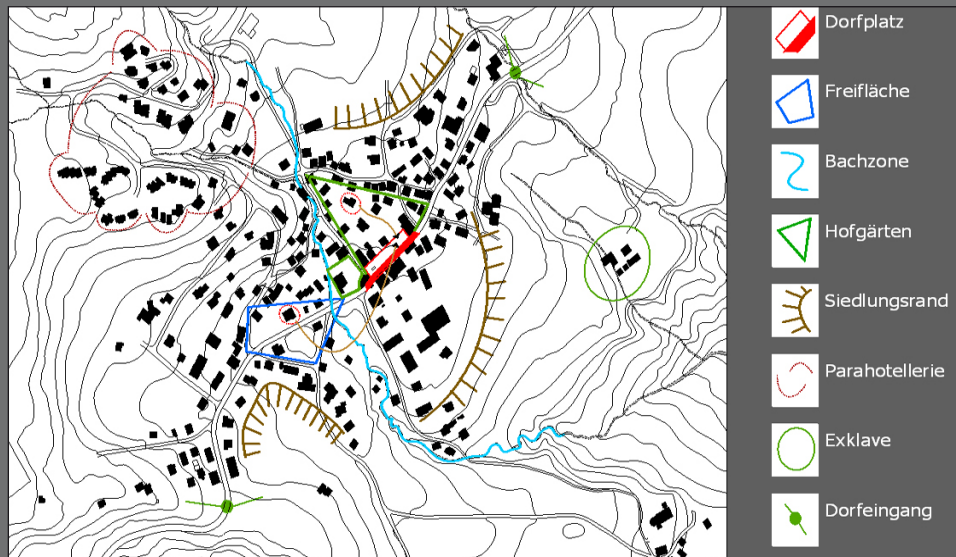 Dorfplatz
Freifläche
Bachzone
Hofgärten
Siedlungsrand
Parahotellerie
Exklave
Dorfeingang